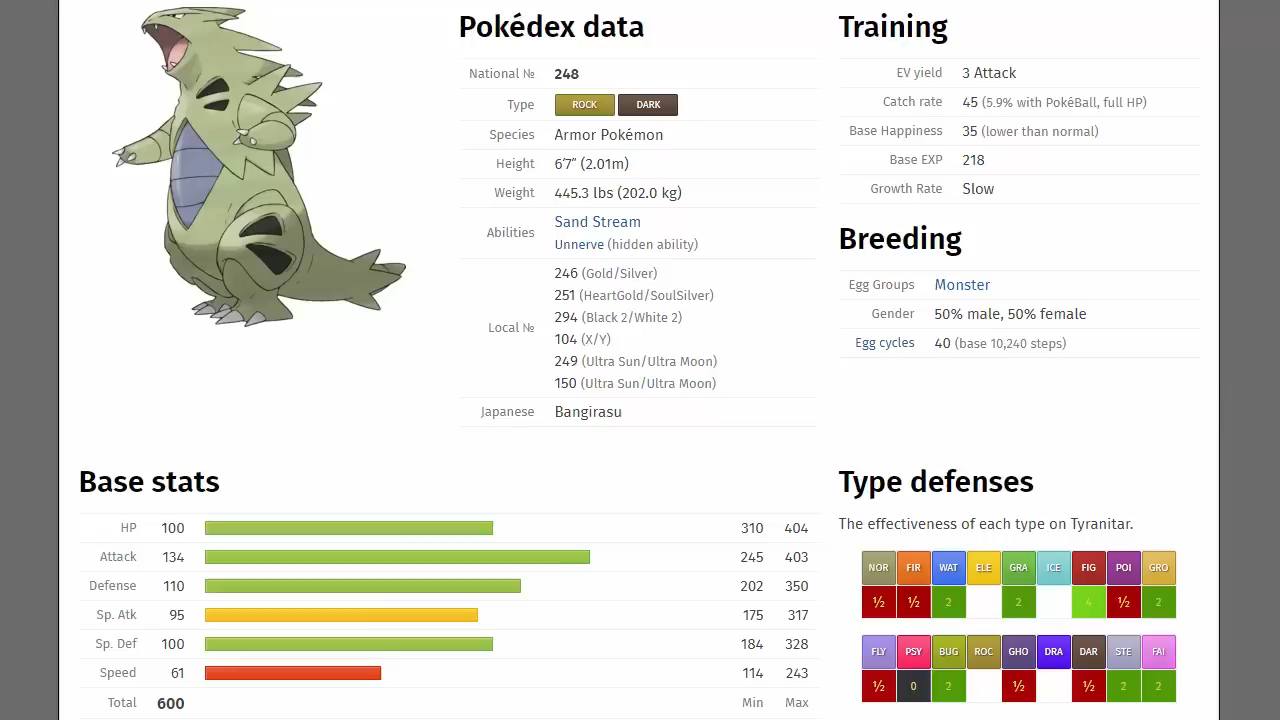 Pokédex data
National № 248
Type ROCK DARK
Species Armor Pokémon
Height 6′7″ (2.01m)
Weight 445.3 lbs (202.0 kg)
Abilities Sand Stream
Unnerve (hidden ability)
Local № 246 (Gold/Silver)
251 (HeartGold/SoulSilver)
294 (Black 2/White 2)
104 (X/Y)
249 (Ultra Sun/Ultra Moon)
150 (Ultra Sun/Ultra Moon)
Japanese Bangirasu
Training
EV yield 3 Attack
Catch rate 45 (5.9% with PokéBall, full HP)
Base Happiness 35 (lower than normal)
Base EXP 218
Growth Rate Slow
Breeding
Egg Groups Monster
Gender 50% male, 50% female
Egg cycles 40 (base 10,240 steps)
Base stats
HP 100 310 404
Attack 134 245 403
Defense 110 202 350
Sp. Atk 95 175 317
Sp. Def 100 184 328
Speed 61 114 243
Total 600 Min Max
Type defenses
The effectiveness of each type on Tyranitar.
NOR FIR WAT ELE GRA ICE FIG POI GRO
½ ½ 2 2 4 ½ 2
FLY PSY BUG ROC GHO DRA DAR STE FAI
½ 0 2 ½ ½ 2 2